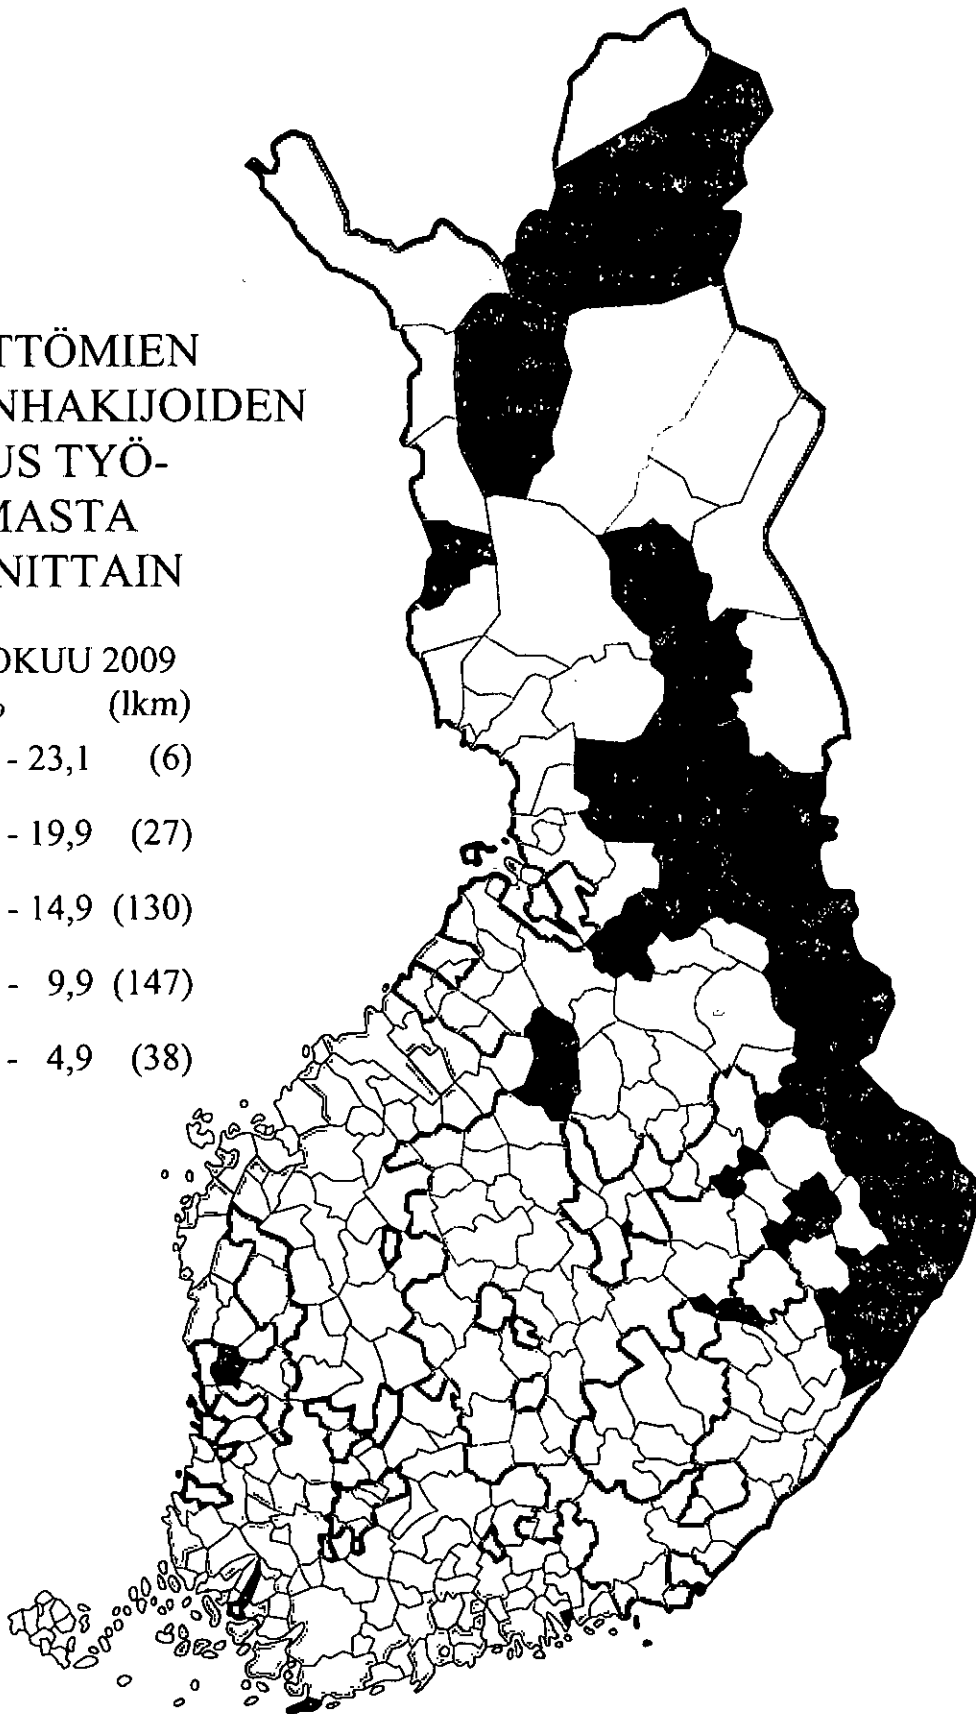 TTÖMIEN
NHAKIJOIDEN
US TYÖ-
MASTA
NITTAIN
OKUU 2009
(lkm)
- 23,1 (6)
- 19,9 (27)
- 14,9 (130)
- 9,9 (147)
- 4,9 (38)